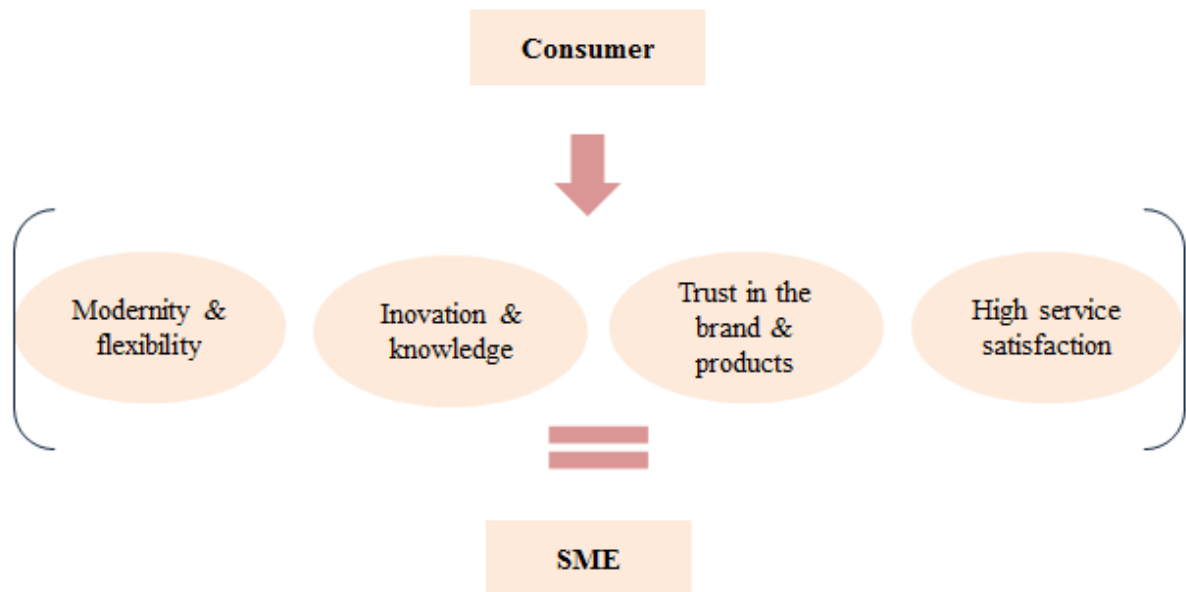 Consumer
Modernity &
flexibility
Inovation &
knowledge
Trust in the
brand &
products
High service
satisfaction
SME